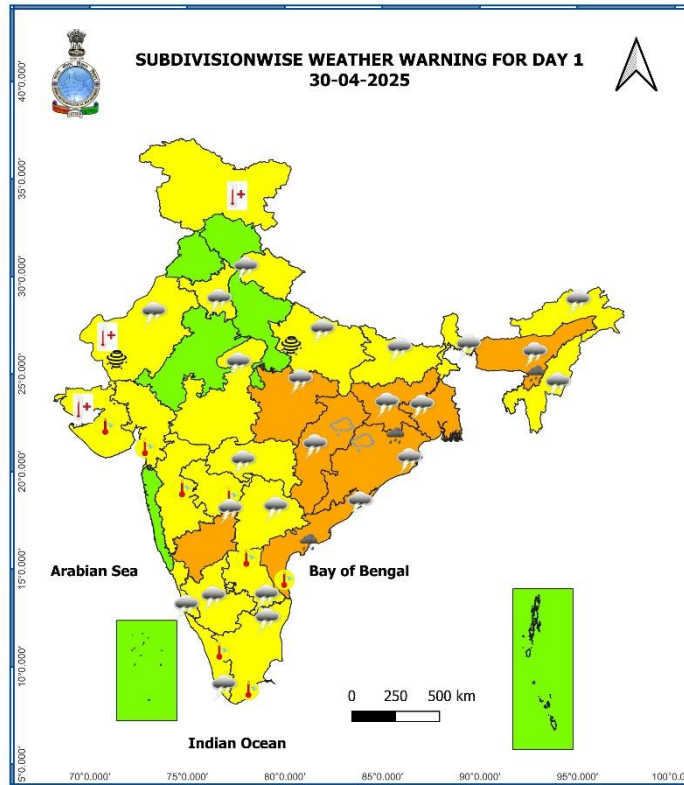 SUBDIVISIONWISE WEATHER WARNING FOR DAY 1
30-04-2025
40°0.000'
35°0.000'
30°0.000'
25°0.000'
20°0.000'
Arabian Sea
Bay of Bengal
15°0.000'
10°0.000'
0 250 500 km
Indian Ocean
5°0.000'
70°0.000' 75°0.000' 80°0.000' 85°0.000' 90°0.000' 95°0.000' 100°0.000